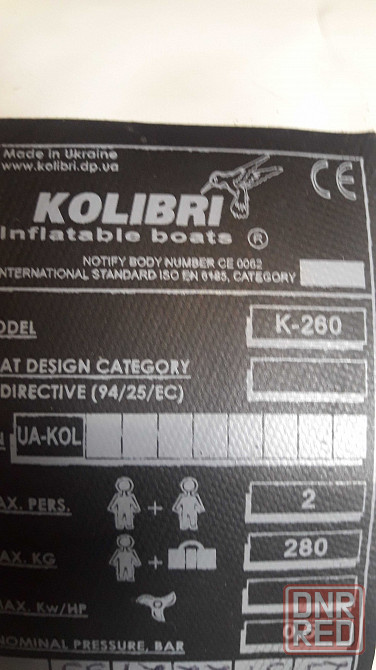 Made in Ukraine
www.kolibri.dp.ua
CE
KOLIBRI
Inflatable boats ®
NOTIFY BODY NUMBER CE 0062
INTERNATIONAL STANDARD ISO EN 6185, CATEGORY
ODEL K-260
AT DESIGN CATEGORY
DIRECTIVE (94/25/EC)
UA-KOL
AX. PERS. + 2
AX. KG + 280
MAX. Kw/HP
NOMINAL PRESSURE, BAR
DNR
RED